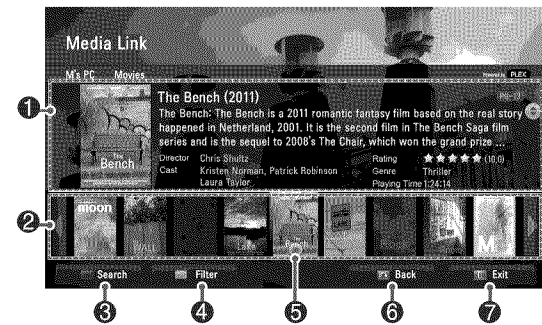 Media Link
M's PC Movies
Powered by PLEX
1
The Bench (2011)
PG-13
The Bench: The Bench is a 2011 romantic fantasy film based on the real story
happened in Netherland, 2001. It is the second film in The Bench Saga film
series and is the sequel to 2008's The Chair, which won the grand prize ...
The
Bench
Director Chris Shultz
Cast Kristen Norman, Patrick Robinson
Laura Taylor
Rating ★★★★★ (10.0)
Genre Thriller
Playing Time 1:24:14
2
moon
WALL
Bench
M
Search Filter Back Exit
3 4 5 6 7